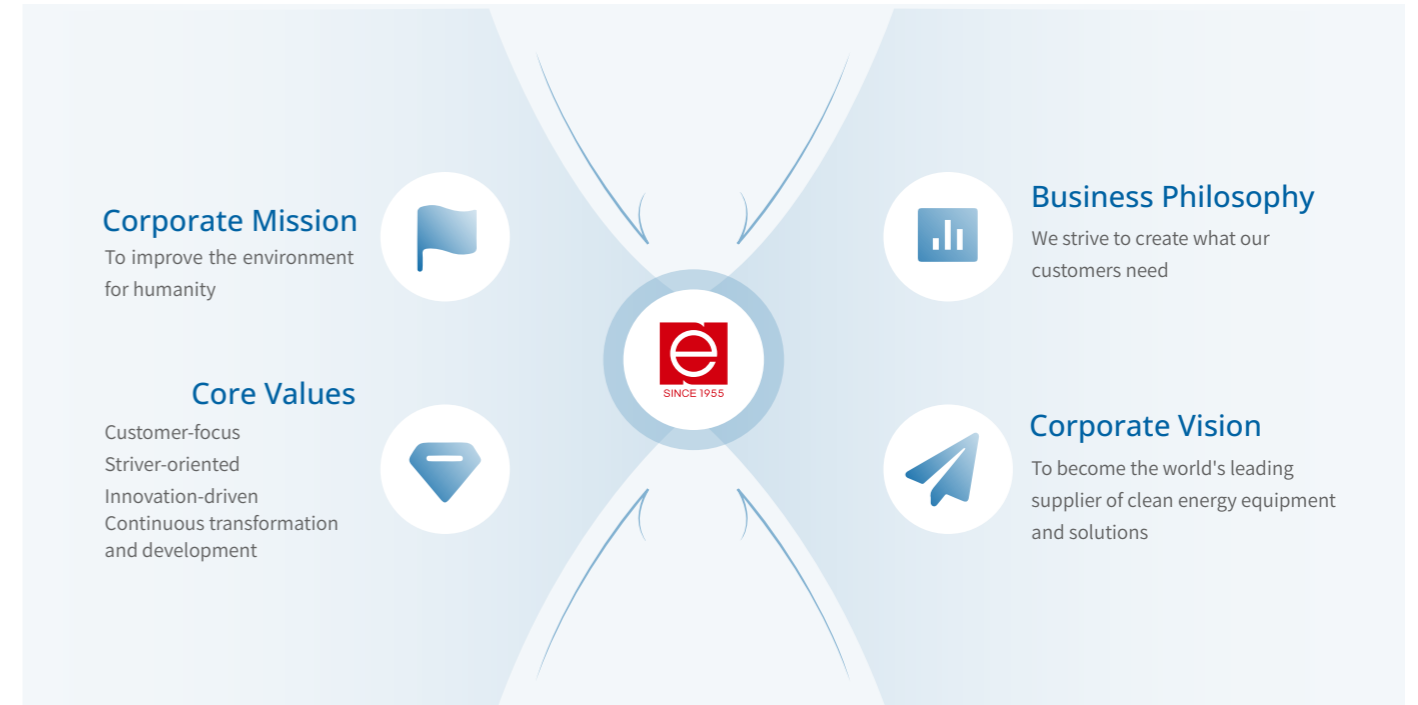 Corporate Mission
To improve the environment
for humanity
Core Values
Customer-focus
Striver-oriented
Innovation-driven
Continuous transformation
and development
e
SINCE 1955
Business Philosophy
We strive to create what our
customers need
Corporate Vision
To become the world's leading
supplier of clean energy equipment
and solutions